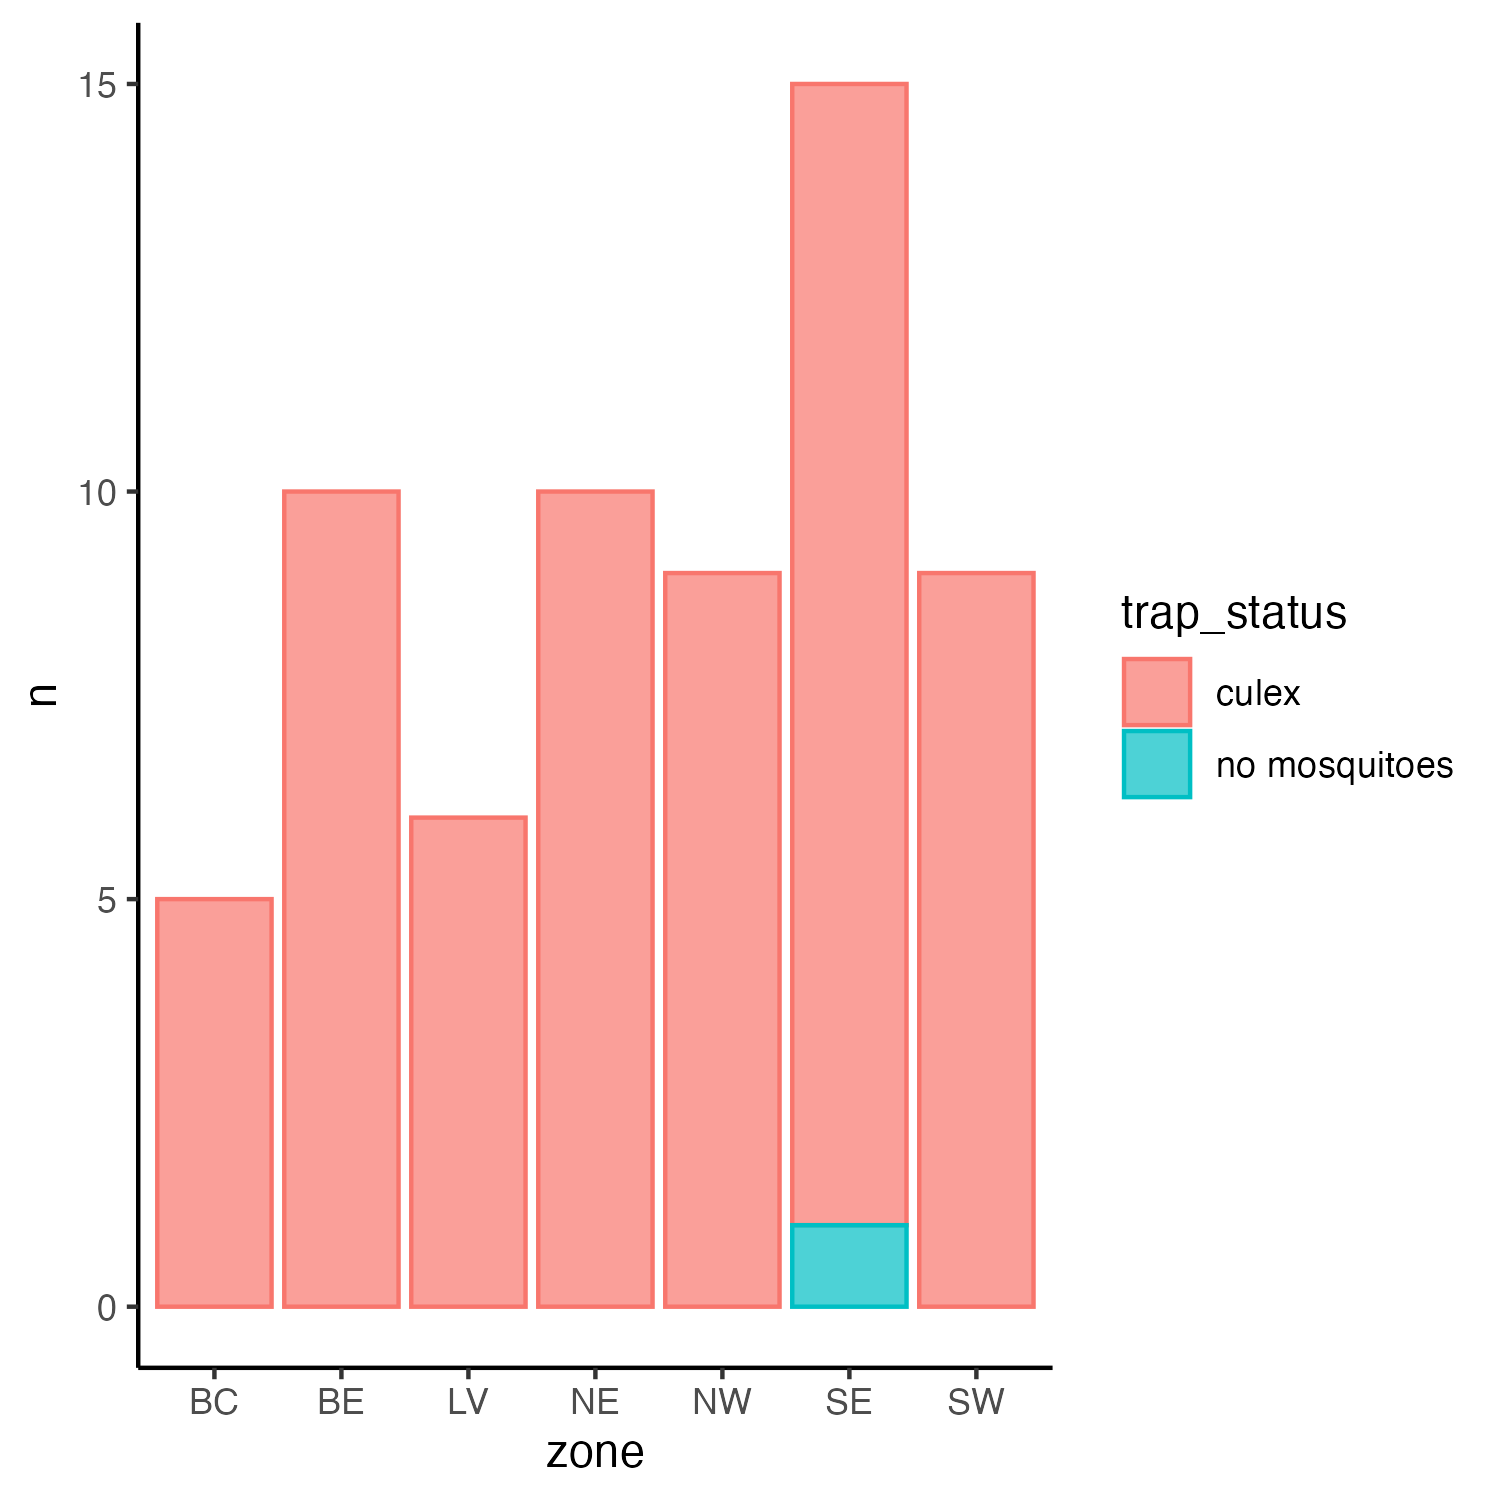 15
10
5
0
n
BC BE LV NE NW SE SW
zone
trap_status
culex
no mosquitoes